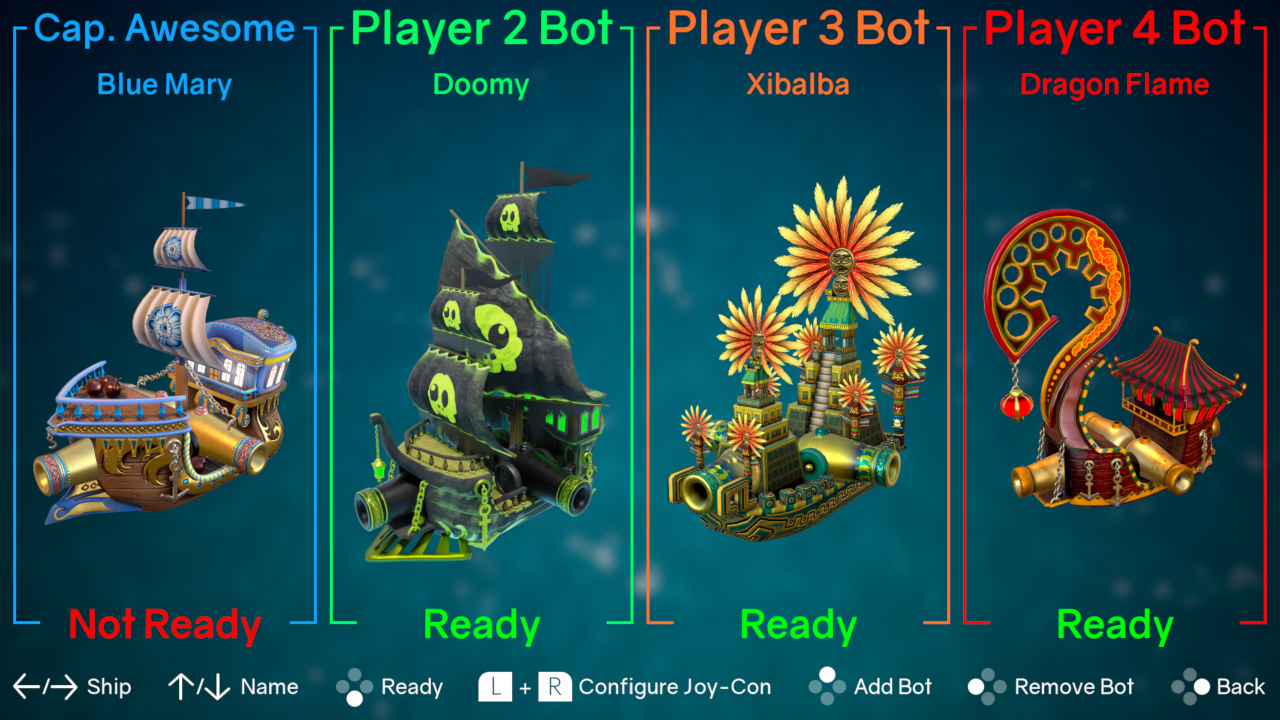 Cap. Awesome
Blue Mary
Not Ready
Player 2 Bot
Doomy
Ready
Player 3 Bot
Xibalba
Ready
Player 4 Bot
Dragon Flame
Ready
←/→ Ship
↑/↓ Name
Ready
L + R Configure Joy-Con
Add Bot
Remove Bot
Back